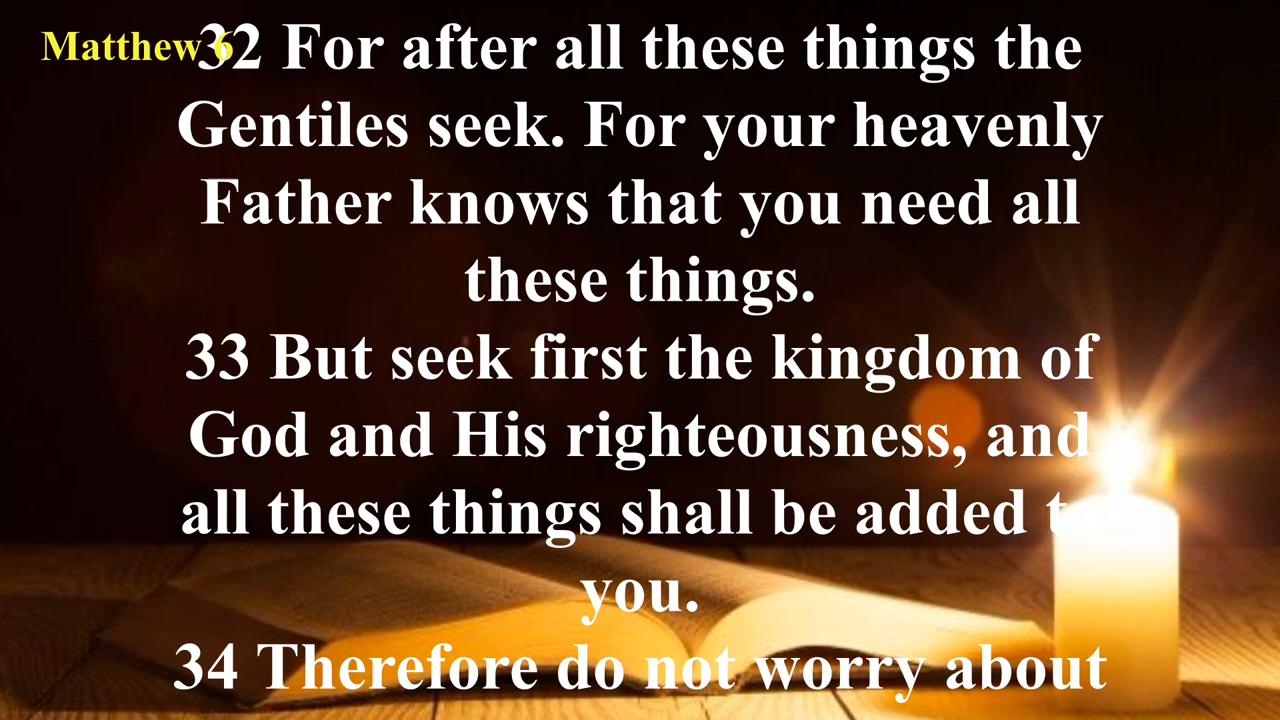 Matthew 6
32 For after all these things the
Gentiles seek. For your heavenly
Father knows that you need all
these things.
33 But seek first the kingdom of
God and His righteousness, and
all these things shall be added to
you.
34 Therefore do not worry about